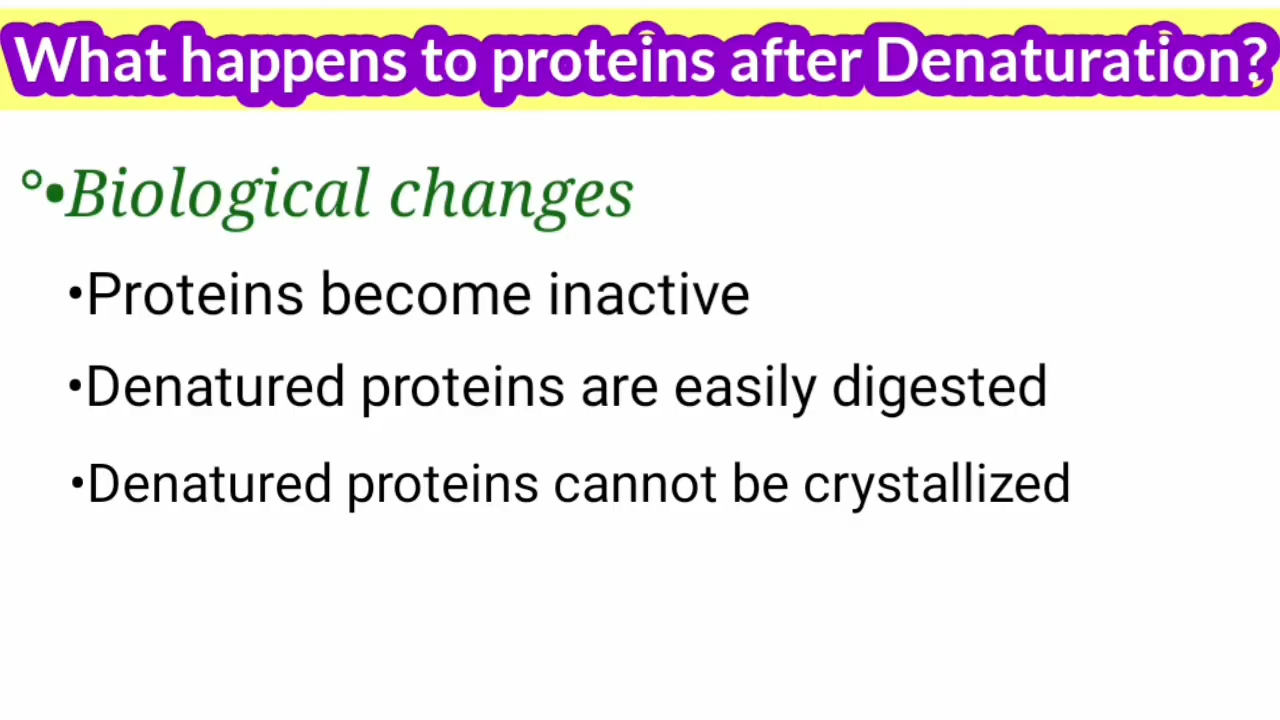 What happens to proteins after Denaturation?
°•Biological changes
•Proteins become inactive
•Denatured proteins are easily digested
•Denatured proteins cannot be crystallized